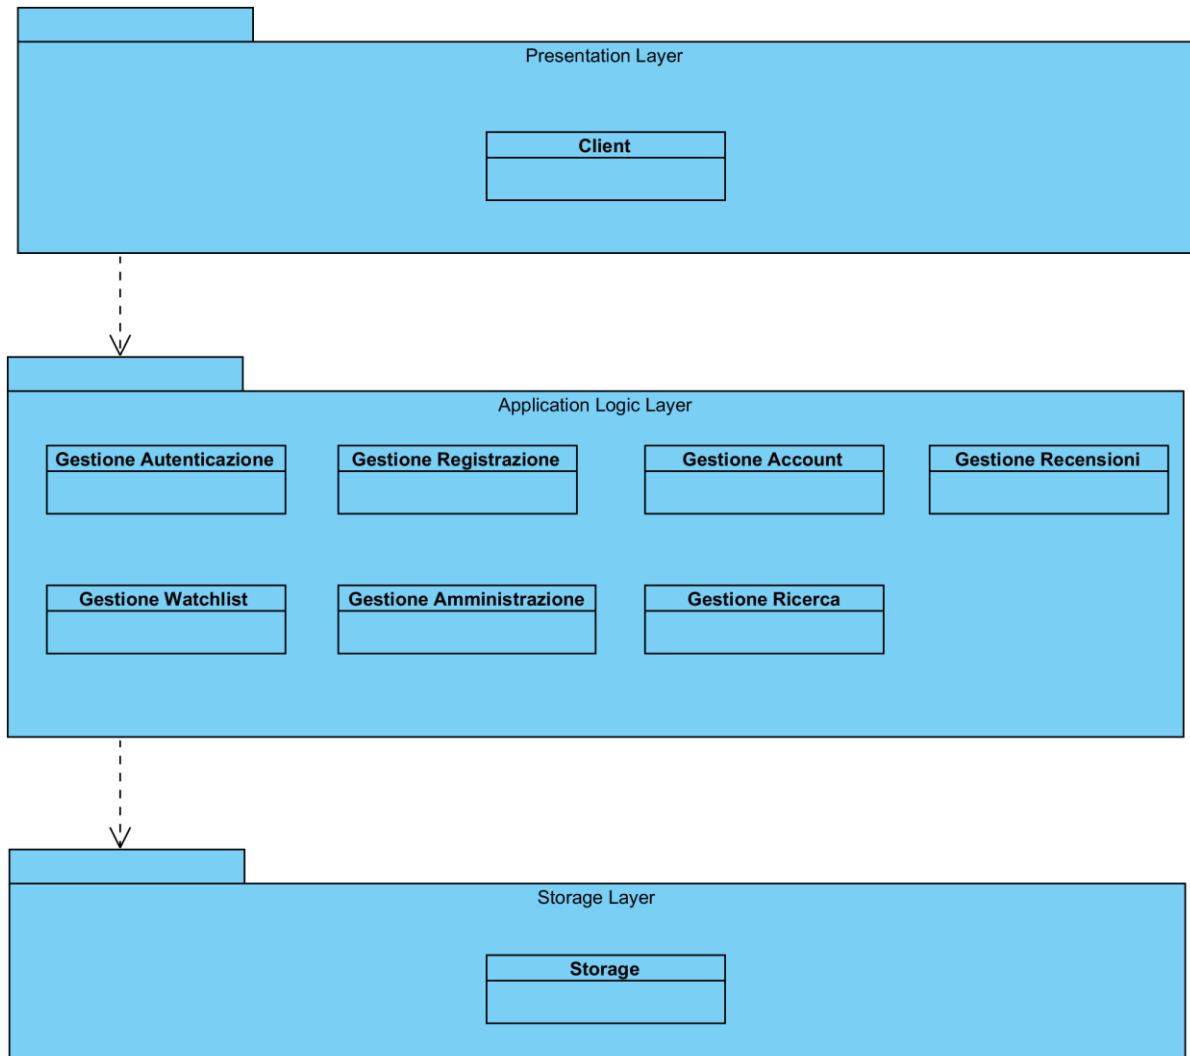 Presentation Layer
Client
Application Logic Layer
Gestione Autenticazione
Gestione Registrazione
Gestione Account
Gestione Recensioni
Gestione Watchlist
Gestione Amministrazione
Gestione Ricerca
Storage Layer
Storage